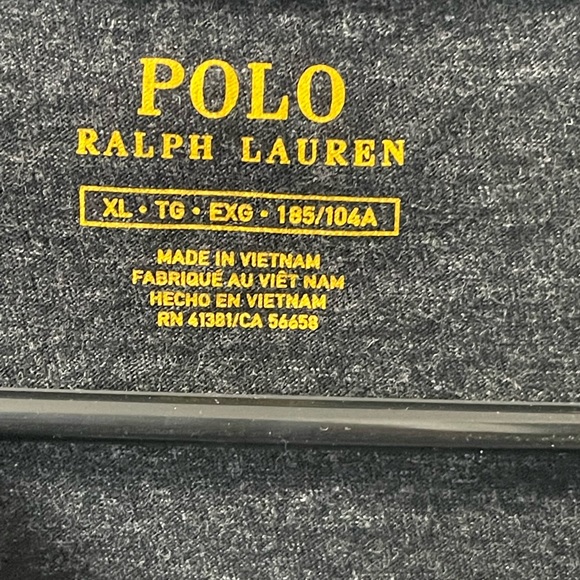 POLO
RALPH LAUREN
XL • TG • EXG • 185/104A
MADE IN VIETNAM
FABRIQUÉ AU VIÊT NAM
HECHO EN VIETNAM
RN 41381/CA 56658